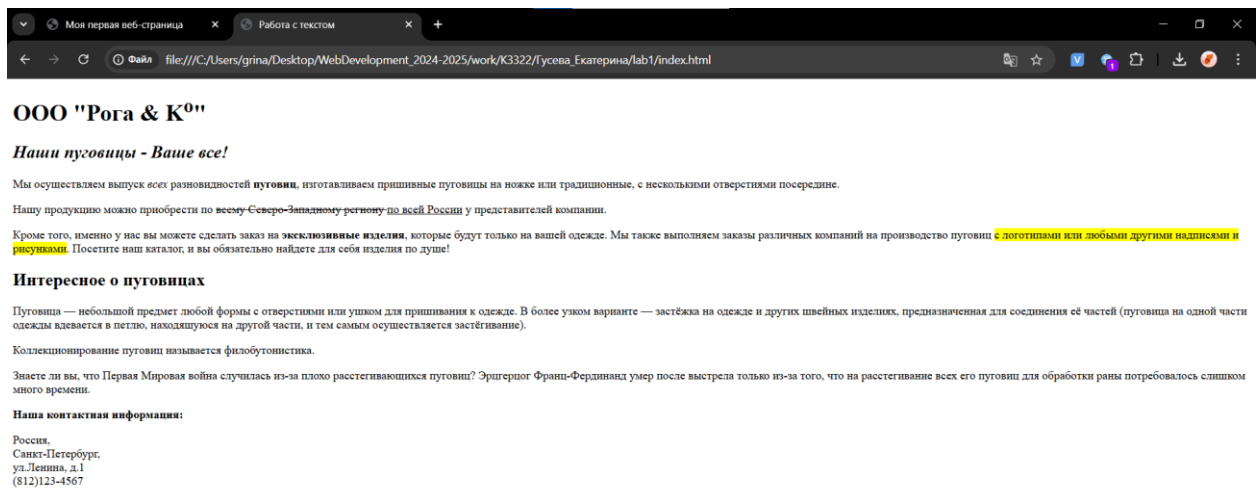 Моя первая веб-страница
Работа с текстом
Файл file:///C:/Users/grina/Desktop/WebDevelopment_2024-2025/work/K3322/Гусева_Екатерина/lab1/index.html
ООО "Рога & К⁰"
Наши пуговицы - Ваше все!
Мы осуществляем выпуск всех разновидностей пуговиц, изготавливаем пришивные пуговицы на ножке или традиционные, с несколькими отверстиями посередине.
Нашу продукцию можно приобрести по всему Северо-Западному региону по всей России у представителей компании.
Кроме того, именно у нас вы можете сделать заказ на эксклюзивные изделия, которые будут только на вашей одежде. Мы также выполняем заказы различных компаний на производство пуговиц с логотипами или любыми другими надписями и
рисунками. Посетите наш каталог, и вы обязательно найдете для себя изделия по душе!
Интересное о пуговицах
Пуговица — небольшой предмет любой формы с отверстиями или ушком для пришивания к одежде. В более узком варианте — застёжка на одежде и других швейных изделиях, предназначенная для соединения её частей (пуговица на одной части
одежды вдевается в петлю, находящуюся на другой части, и тем самым осуществляется застёгивание).
Коллекционирование пуговиц называется филобутонистика.
Знаете ли вы, что Первая Мировая война случилась из-за плохо расстегивающихся пуговиц? Эрцгерцог Франц-Фердинанд умер после выстрела только из-за того, что на расстегивание всех его пуговиц для обработки раны потребовалось слишком
много времени.
Наша контактная информация:
Россия,
Санкт-Петербург,
ул.Ленина, д.1
(812)123-4567